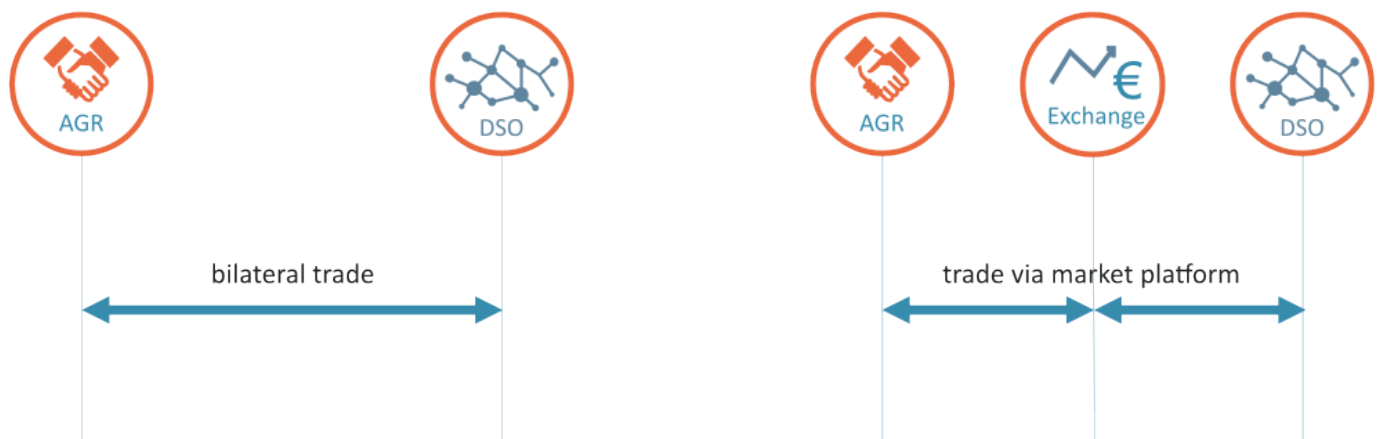 AGR
DSO
bilateral trade
AGR
Exchange
€
DSO
trade via market platform